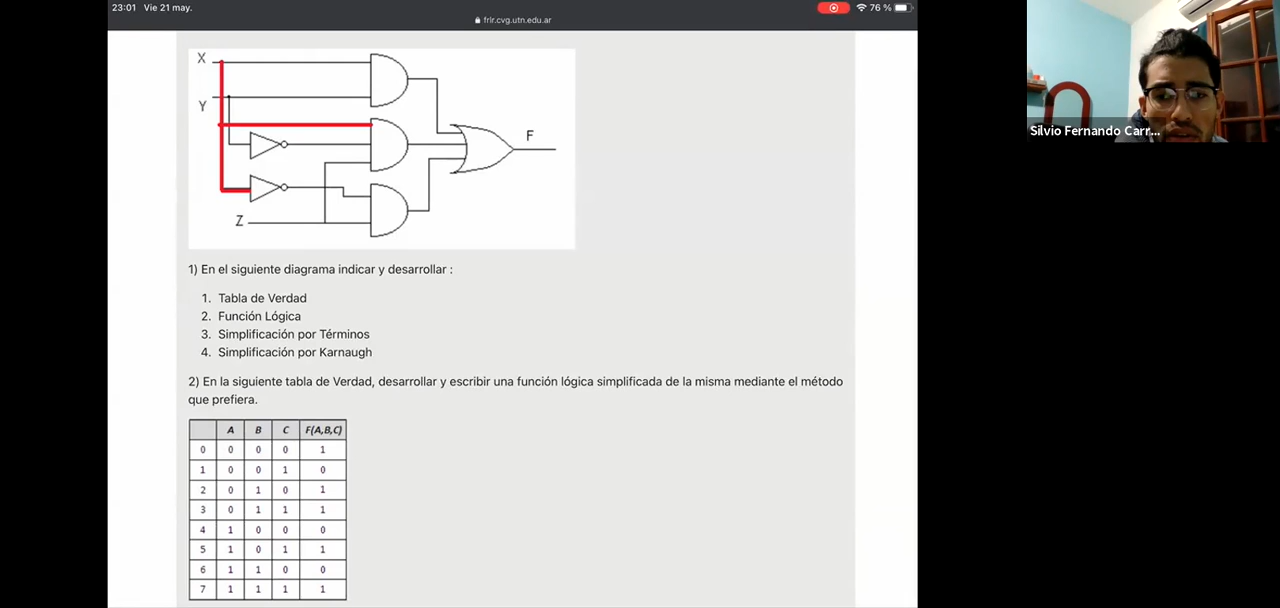 23:01 Vie 21 may.
76 %
frlr.cvg.utn.edu.ar
X
Y
Z
F
1) En el siguiente diagrama indicar y desarrollar :
1. Tabla de Verdad
2. Función Lógica
3. Simplificación por Términos
4. Simplificación por Karnaugh
2) En la siguiente tabla de Verdad, desarrollar y escribir una función lógica simplificada de la misma mediante el método
que prefiera.
A B C F(A,B,C)
0 0 0 0 1
1 0 0 1 0
2 0 1 0 1
3 0 1 1 1
4 1 0 0 0
5 1 0 1 1
6 1 1 0 0
7 1 1 1 1
Silvio Fernando Carr...